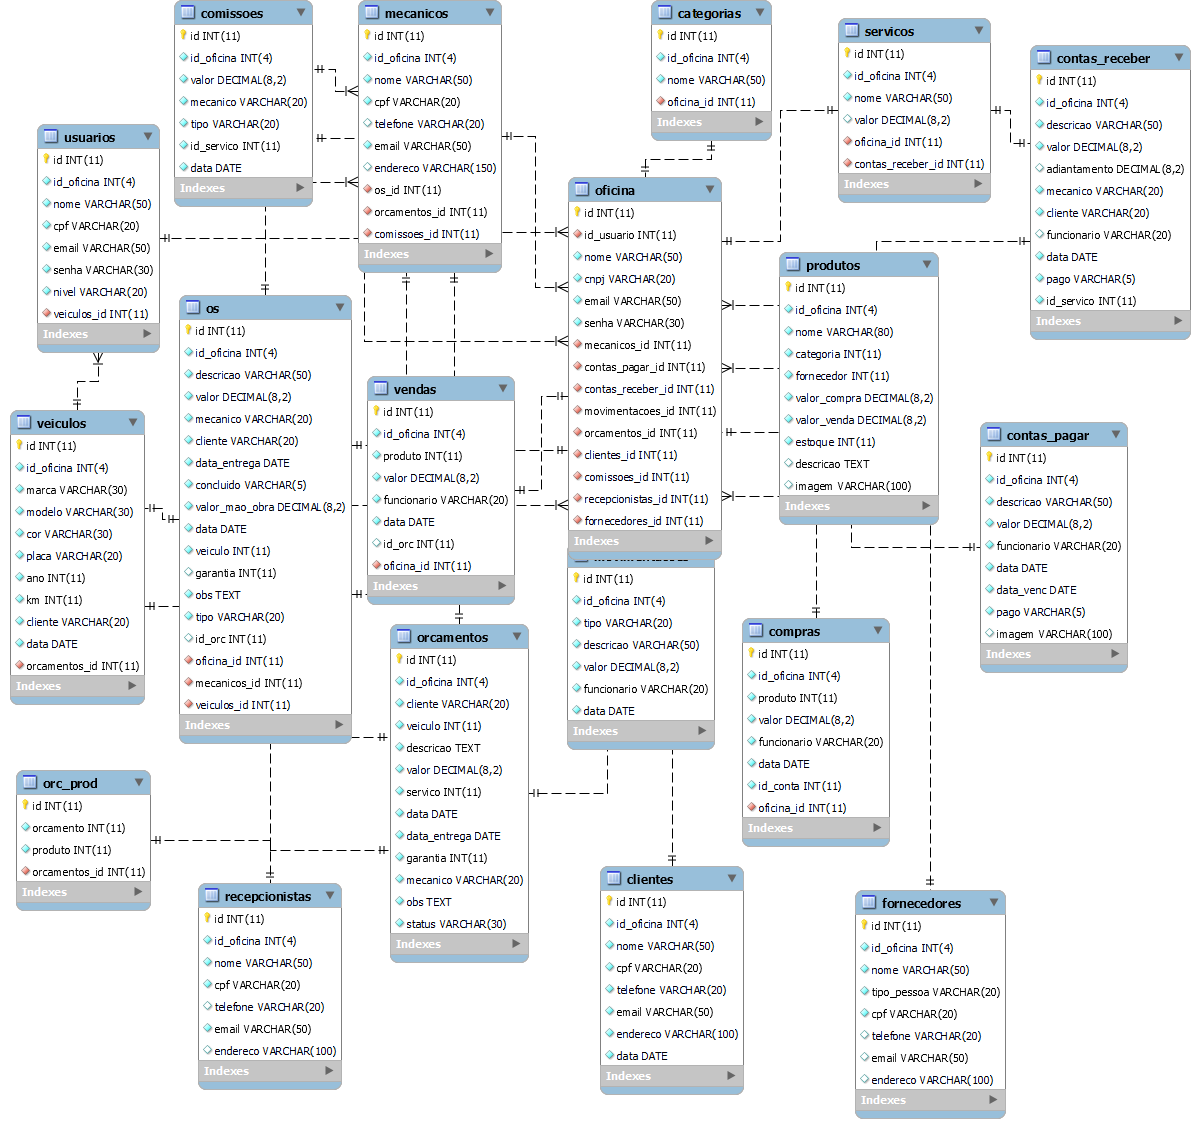 comissoes
id INT(11)
id_oficina INT(4)
valor DECIMAL(8,2)
mecanico VARCHAR(20)
tipo VARCHAR(20)
id_servico INT(11)
data DATE
Indexes
mecanicos
id INT(11)
id_oficina INT(4)
nome VARCHAR(50)
cpf VARCHAR(20)
telefone VARCHAR(20)
email VARCHAR(50)
endereco VARCHAR(150)
os_id INT(11)
orcamentos_id INT(11)
comissoes_id INT(11)
Indexes
categorias
id INT(11)
id_oficina INT(4)
nome VARCHAR(50)
oficina_id INT(11)
Indexes
servicos
id INT(11)
id_oficina INT(4)
nome VARCHAR(50)
valor DECIMAL(8,2)
oficina_id INT(11)
contas_receber_id INT(11)
Indexes
contas_receber
id INT(11)
id_oficina INT(4)
descricao VARCHAR(50)
valor DECIMAL(8,2)
adiantamento DECIMAL(8,2)
mecanico VARCHAR(20)
cliente VARCHAR(20)
funcionario VARCHAR(20)
data DATE
pago VARCHAR(5)
id_servico INT(11)
Indexes
usuarios
id INT(11)
id_oficina INT(4)
nome VARCHAR(50)
cpf VARCHAR(20)
email VARCHAR(50)
senha VARCHAR(30)
nivel VARCHAR(20)
veiculos_id INT(11)
Indexes
oficina
id INT(11)
id_usuario INT(11)
nome VARCHAR(50)
cnpj VARCHAR(20)
email VARCHAR(50)
senha VARCHAR(30)
mecanicos_id INT(11)
contas_pagar_id INT(11)
contas_receber_id INT(11)
movimentacoes_id INT(11)
orcamentos_id INT(11)
clientes_id INT(11)
comissoes_id INT(11)
recepcionistas_id INT(11)
fornecedores_id INT(11)
Indexes
produtos
id INT(11)
id_oficina INT(4)
nome VARCHAR(80)
categoria INT(11)
fornecedor INT(11)
valor_compra DECIMAL(8,2)
valor_venda DECIMAL(8,2)
estoque INT(11)
descricao TEXT
imagem VARCHAR(100)
Indexes
os
id INT(11)
id_oficina INT(4)
descricao VARCHAR(50)
valor DECIMAL(8,2)
mecanico VARCHAR(20)
cliente VARCHAR(20)
data_entrega DATE
concluido VARCHAR(5)
valor_mao_obra DECIMAL(8,2)
data DATE
veiculo INT(11)
garantia INT(11)
obs TEXT
tipo VARCHAR(20)
id_orc INT(11)
oficina_id INT(11)
mecanicos_id INT(11)
veiculos_id INT(11)
Indexes
vendas
id INT(11)
id_oficina INT(4)
produto INT(11)
valor DECIMAL(8,2)
funcionario VARCHAR(20)
data DATE
id_orc INT(11)
oficina_id INT(11)
Indexes
veiculos
id INT(11)
id_oficina INT(4)
marca VARCHAR(30)
modelo VARCHAR(30)
cor VARCHAR(30)
placa VARCHAR(20)
ano INT(11)
km INT(11)
cliente VARCHAR(20)
data DATE
orcamentos_id INT(11)
Indexes
contas_pagar
id INT(11)
id_oficina INT(4)
descricao VARCHAR(50)
valor DECIMAL(8,2)
funcionario VARCHAR(20)
data DATE
data_venc DATE
pago VARCHAR(5)
imagem VARCHAR(100)
Indexes
id INT(11)
id_oficina INT(4)
tipo VARCHAR(20)
descricao VARCHAR(50)
valor DECIMAL(8,2)
funcionario VARCHAR(20)
data DATE
Indexes
orcamentos
id INT(11)
id_oficina INT(4)
cliente VARCHAR(20)
veiculo INT(11)
descricao TEXT
valor DECIMAL(8,2)
servico INT(11)
data DATE
data_entrega DATE
garantia INT(11)
mecanico VARCHAR(20)
obs TEXT
status VARCHAR(30)
Indexes
compras
id INT(11)
id_oficina INT(4)
produto INT(11)
valor DECIMAL(8,2)
funcionario VARCHAR(20)
data DATE
id_conta INT(11)
oficina_id INT(11)
Indexes
orc_prod
id INT(11)
orcamento INT(11)
produto INT(11)
orcamentos_id INT(11)
Indexes
recepcionistas
id INT(11)
id_oficina INT(4)
nome VARCHAR(50)
cpf VARCHAR(20)
telefone VARCHAR(20)
email VARCHAR(50)
endereco VARCHAR(100)
Indexes
clientes
id INT(11)
id_oficina INT(4)
nome VARCHAR(50)
cpf VARCHAR(20)
telefone VARCHAR(20)
email VARCHAR(50)
endereco VARCHAR(100)
data DATE
Indexes
fornecedores
id INT(11)
id_oficina INT(4)
nome VARCHAR(50)
tipo_pessoa VARCHAR(20)
cpf VARCHAR(20)
telefone VARCHAR(20)
email VARCHAR(50)
endereco VARCHAR(100)
Indexes